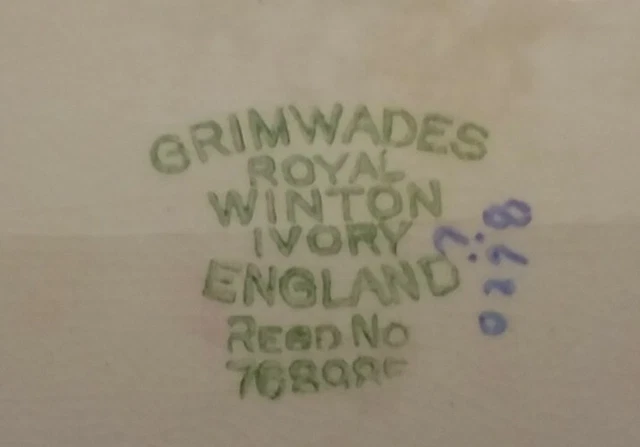 GRIMWADES
ROYAL
WINTON
IVORY
ENGLAND
REGD NO